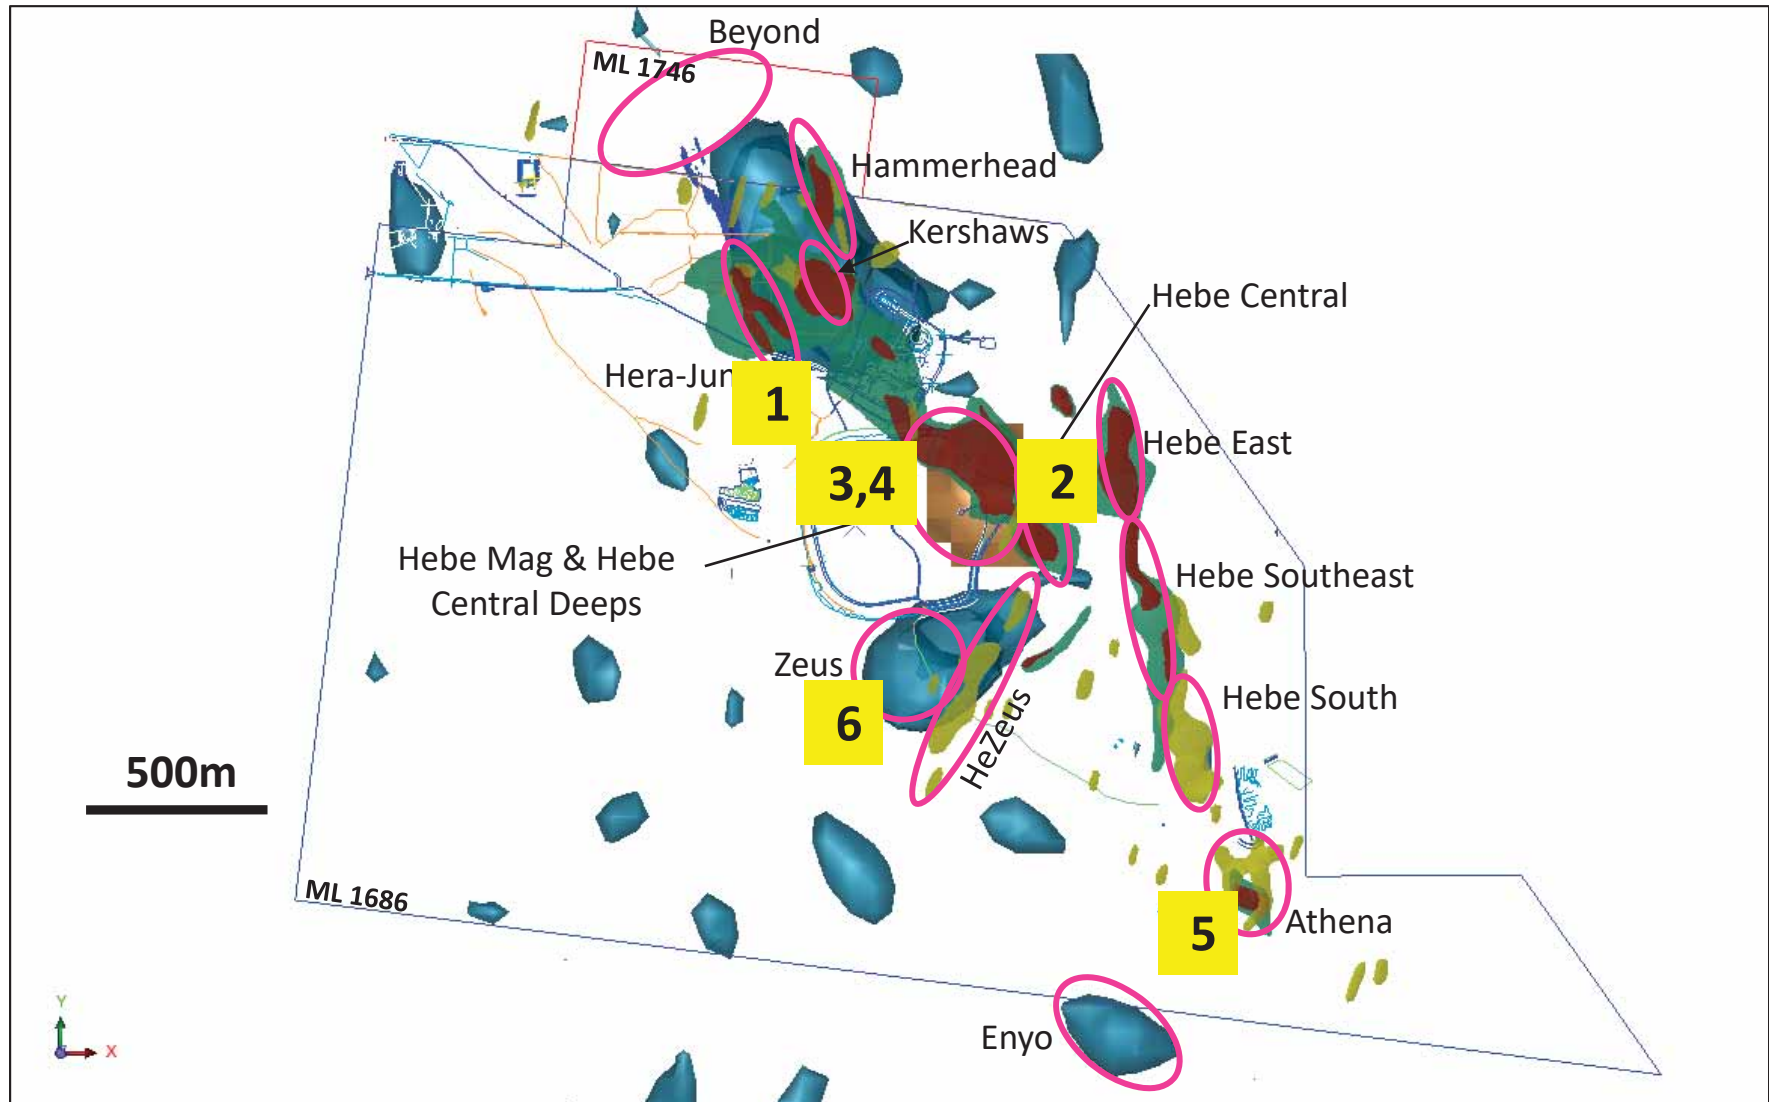 Beyond
ML 1746
Hammerhead
Kershaws
Hebe Central
Hera-Jun
1
Hebe East
3,4
2
Hebe Mag & Hebe
Central Deeps
Hebe Southeast
Zeus
Hebe South
6
HeZeus
500m
ML 1686
5
Athena
Enyo
Y
X